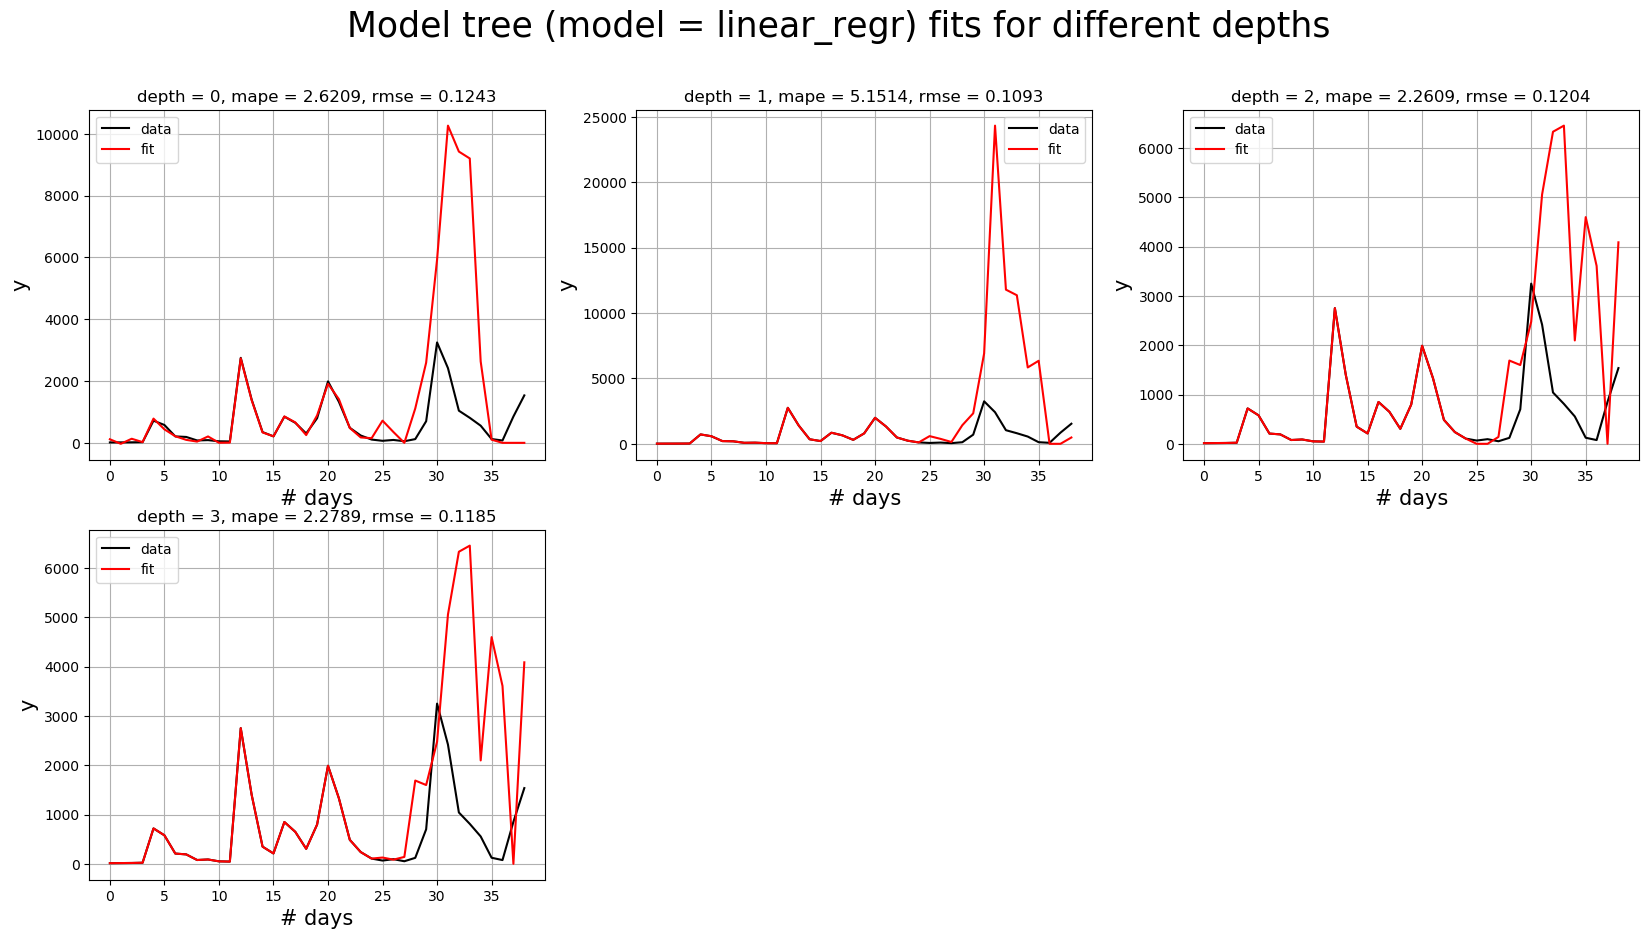 Model tree (model = linear_regr) fits for different depths
depth = 0, mape = 2.6209, rmse = 0.1243
data
fit
10000
8000
6000
4000
2000
0
y
0 5 10 15 20 25 30 35
# days
depth = 1, mape = 5.1514, rmse = 0.1093
data
fit
25000
20000
15000
10000
5000
0
y
0 5 10 15 20 25 30 35
# days
depth = 2, mape = 2.2609, rmse = 0.1204
data
fit
6000
5000
4000
3000
2000
1000
0
y
0 5 10 15 20 25 30 35
# days
depth = 3, mape = 2.2789, rmse = 0.1185
data
fit
6000
5000
4000
3000
2000
1000
0
y
0 5 10 15 20 25 30 35
# days